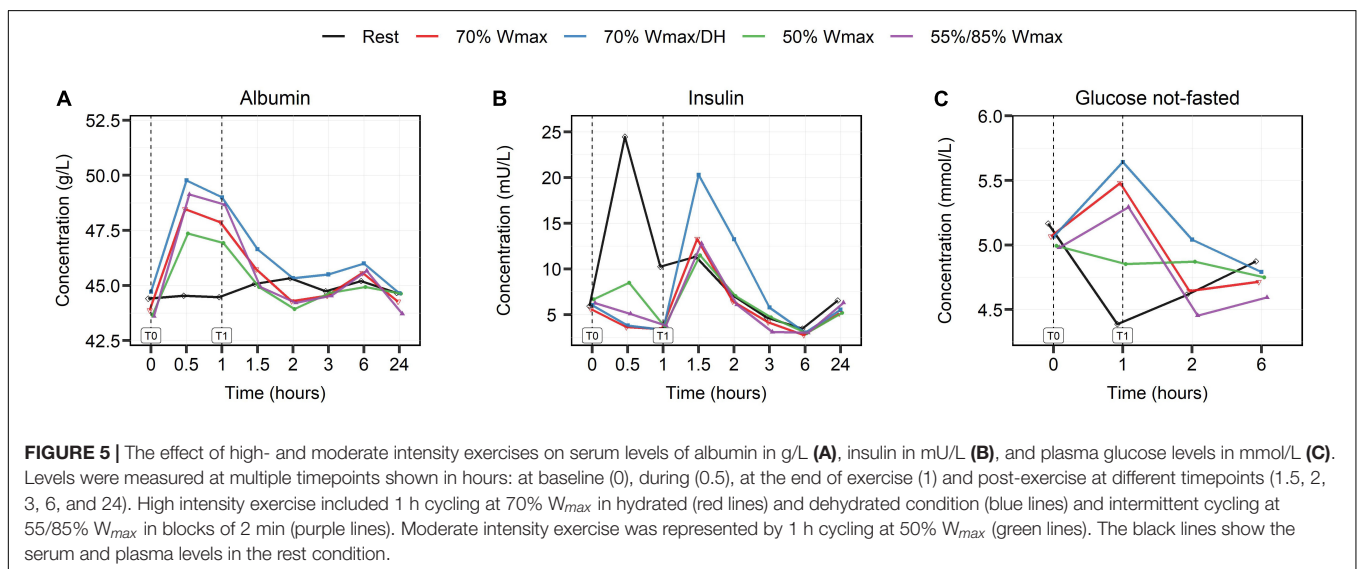 Rest 70% Wmax 70% Wmax/DH 50% Wmax 55%/85% Wmax
A Albumin
Concentration (g/L)
52.5
50.0
47.5
45.0
42.5
T0 T1
0 0.5 1 1.5 2 3 6 24
Time (hours)
B Insulin
Concentration (mU/L)
25
20
15
10
5
T0 T1
0 0.5 1 1.5 2 3 6 24
Time (hours)
C Glucose not-fasted
Concentration (mmol/L)
6.0
5.5
5.0
4.5
T0 T1
0 1 2 6
Time (hours)
FIGURE 5 | The effect of high- and moderate intensity exercises on serum levels of albumin in g/L (A), insulin in mU/L (B), and plasma glucose levels in mmol/L (C).
Levels were measured at multiple timepoints shown in hours: at baseline (0), during (0.5), at the end of exercise (1) and post-exercise at different timepoints (1.5, 2,
3, 6, and 24). High intensity exercise included 1 h cycling at 70% Wmax in hydrated (red lines) and dehydrated condition (blue lines) and intermittent cycling at
55/85% Wmax in blocks of 2 min (purple lines). Moderate intensity exercise was represented by 1 h cycling at 50% Wmax (green lines). The black lines show the
serum and plasma levels in the rest condition.